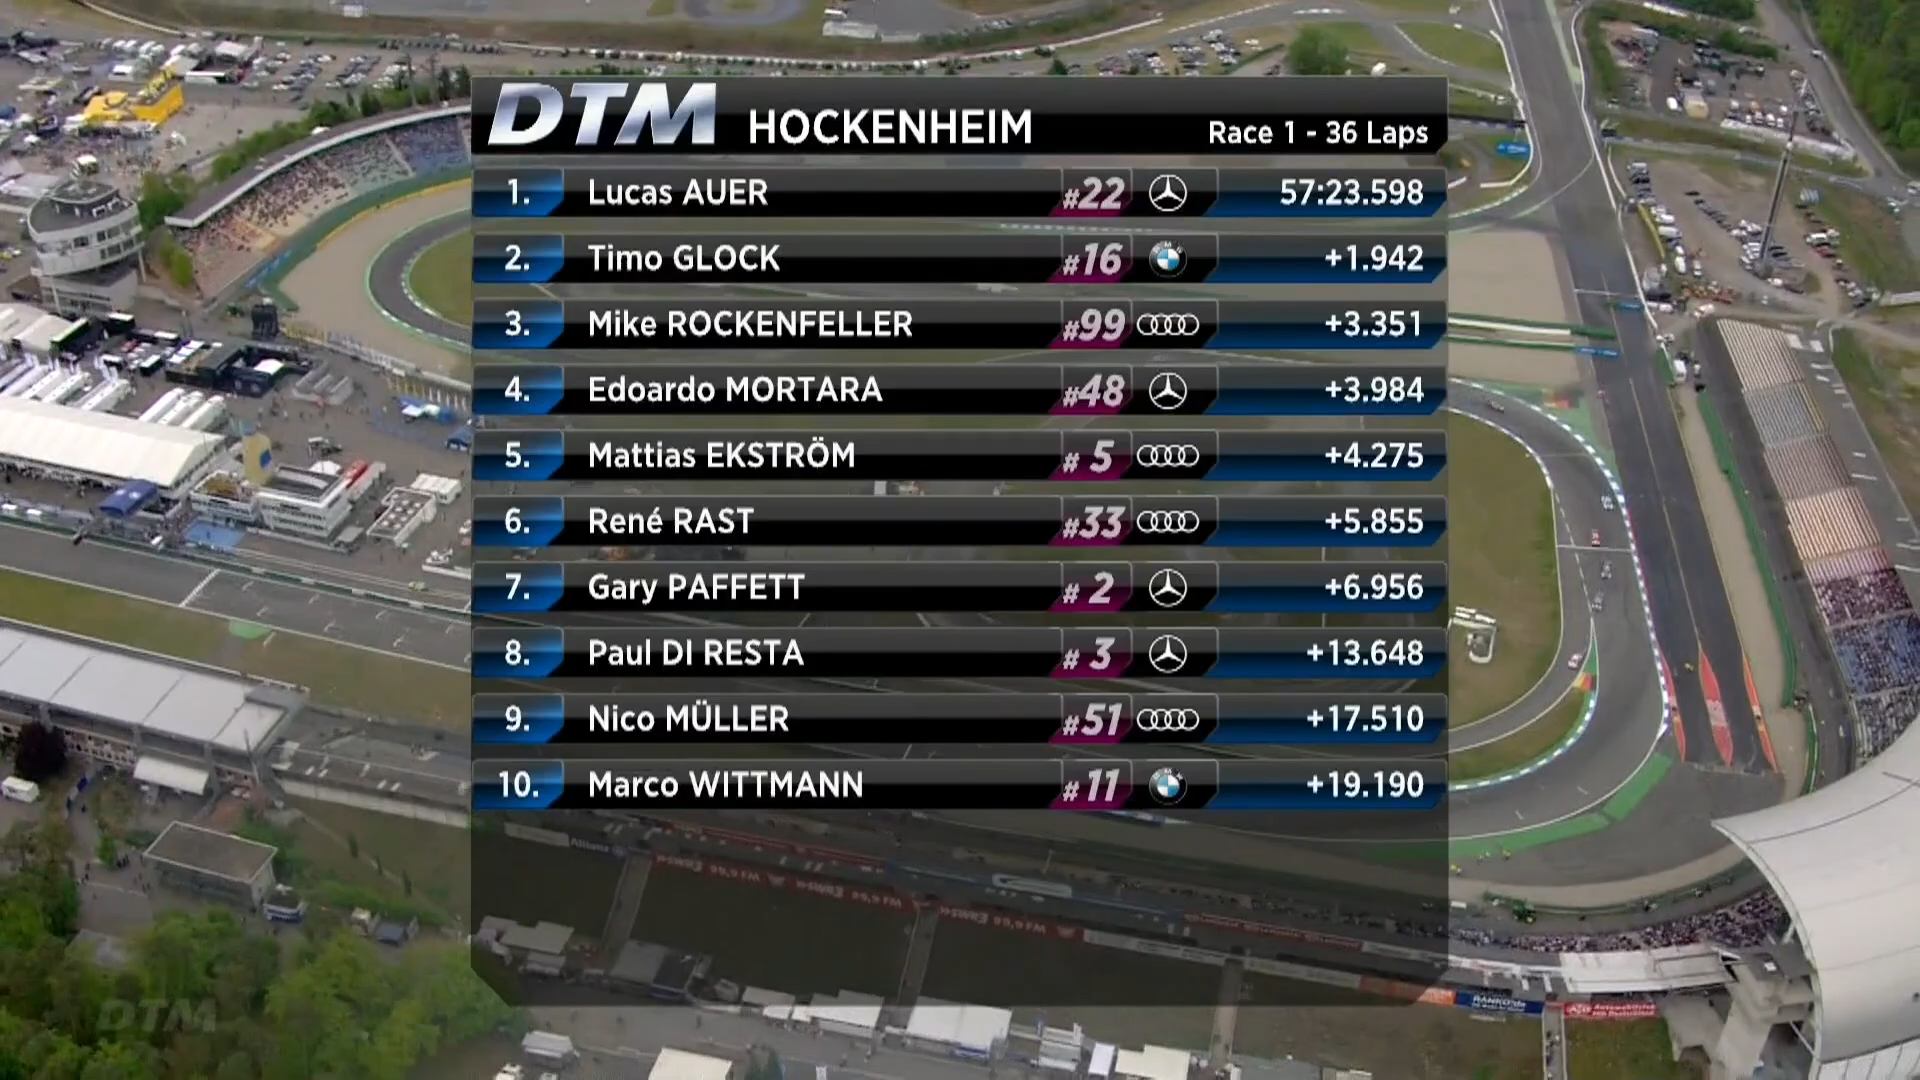 DTM HOCKENHEIM Race 1 - 36 Laps
1. Lucas AUER #22 57:23.598
2. Timo GLOCK #16 +1.942
3. Mike ROCKENFELLER #99 +3.351
4. Edoardo MORTARA #48 +3.984
5. Mattias EKSTRÖM # 5 +4.275
6. René RAST #33 +5.855
7. Gary PAFFETT # 2 +6.956
8. Paul DI RESTA # 3 +13.648
9. Nico MÜLLER #51 +17.510
10. Marco WITTMANN #11 +19.190
Allianz
DTM